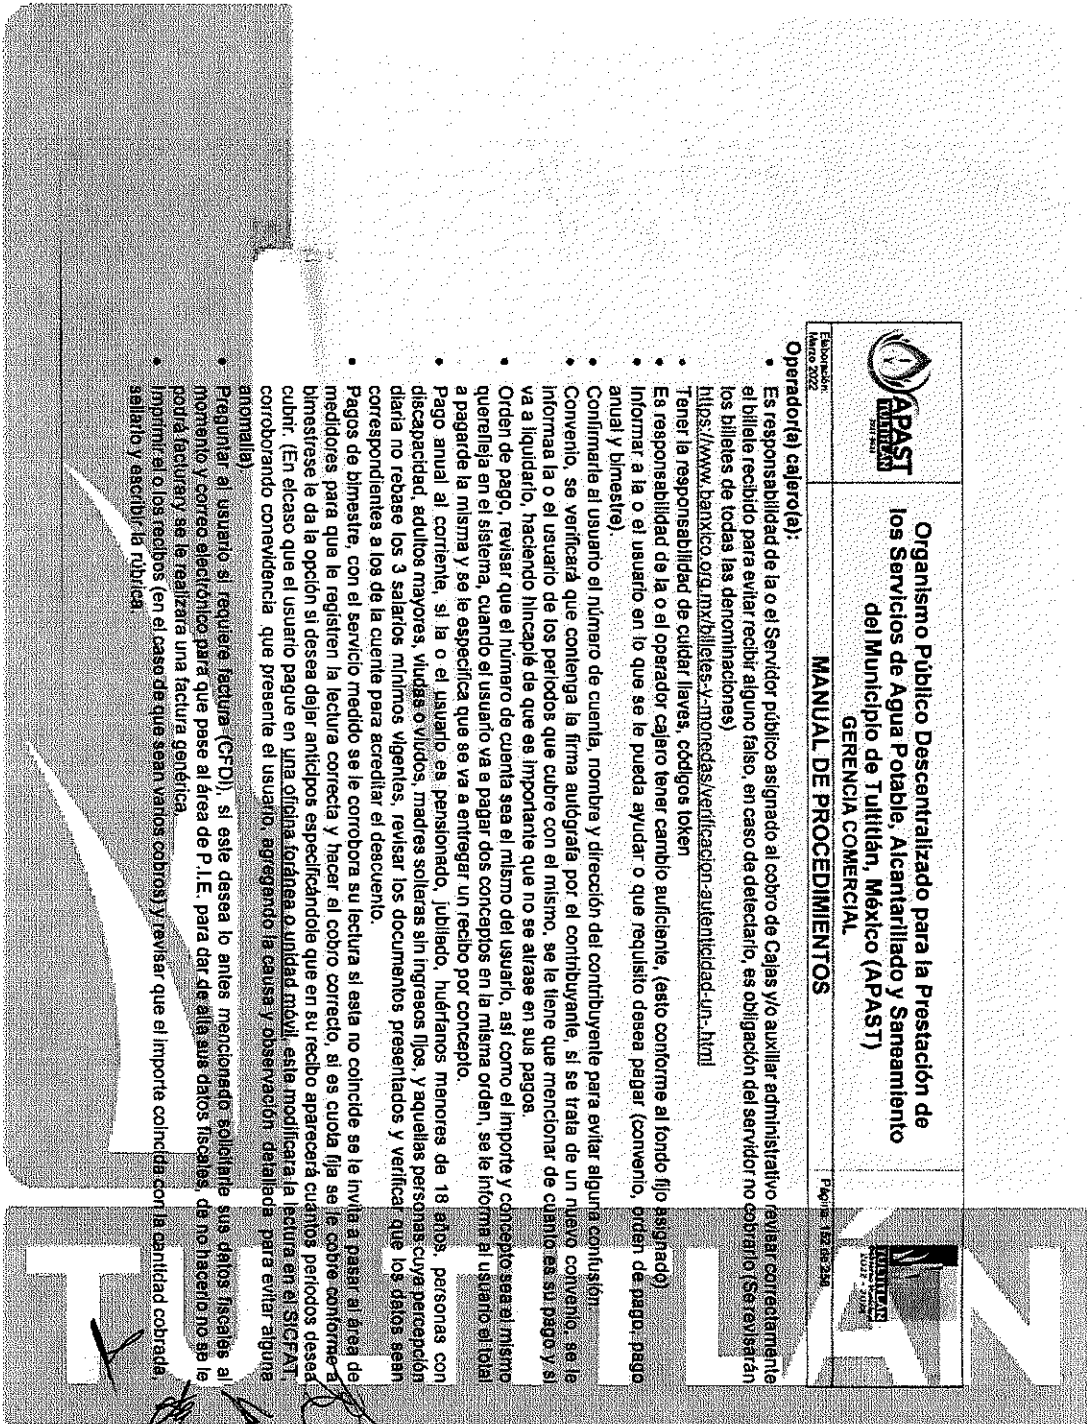 APAST
TULTITLÁN
Organismo Público Descentralizado para la Prestación de
los Servicios de Agua Potable, Alcantarillado y Saneamiento
del Municipio de Tultitlán, México (APAST)
GERENCIA COMERCIAL
TULTITLÁN
2022 - 2024
Elaboración:
Marzo 2022
MANUAL DE PROCEDIMIENTOS
Operador(a) cajero(a):
• Es responsabilidad de la o el Servidor público asignado al cobro de Cajas y/o auxiliar administrativo revisar correctamente
el billete recibido para evitar recibir alguno falso, en caso de detectarlo, es obligación del servidor no cobrarlo (Se revisarán
los billetes de todas las denominaciones)
https://www.banxico.org.mx/billetes-y-monedas/verificacion-autenticidad-un-.html
• Tener la responsabilidad de cuidar llaves, códigos token
• Es responsabilidad de la o el operador cajero tener cambio auficiente, (esto conforme al fondo fijo asignado)
• Informar a la o el usuario en lo que se le pueda ayudar o que requisito desea pagar (convenio, orden de pago, pago
anual y bimestre).
• Confirmarle al usuario el número de cuenta, nombre y dirección del contribuyente para evitar alguna confusión
• Convenio, se verificará que contenga la firma autógrafa por el contribuyente, si se trata de un nuevo convenio, se le
informaa la o el usuario de los periodos que cubre con el mismo, se le tiene que mencionar de cuanto es su pago y si
va a liquidarlo, haciendo hincapié de que es importante que no se atrase en sus pagos.
• Orden de pago, revisar que el número de cuenta sea el mismo del usuario, así como el importe y concepto sea el mismo
querefleja en el sistema, cuando el usuario va a pagar dos conceptos en la misma orden, se le informa al usuario el total
a pagarde la misma y se le especifica que se va a entregar un recibo por concepto.
• Pago anual al corriente, si la o el usuario es pensionado, jubilado, huérfanos menores de 18 años, personas con
discapacidad, adultos mayores, viudas o viudos, madres solteras sin ingresos fijos, y aquellas personas cuya percepción
diaria no rebase los 3 salarios mínimos vigentes, revisar los documentos presentados y verificar que los datos sean
correspondientes a los de la cuente para acreditar el descuento.
• Pagos de bimestre, con el servicio medido se le corrobora su lectura si esta no coincide se le invita a pasar al área de
medidores para que le registren la lectura correcta y hacer el cobro correcto, si es cuota fija se le cobre conforme a
bimestrese le da la opción si desea dejar anticipos especificándole que en su recibo aparecerá cuantos períodos desea
cubrir. (En elcaso que el usuario pague en una oficina foránea o unidad móvil, este modificara la lectura en el SICFAT,
corroborando conevidencia que presente el usuario, agregando la causa y observación detallada para evitar alguna
anomalía)
• Preguntar al usuario si requiere factura (CFDI), si este desea lo antes mencionado solicitarle sus datos fiscales al
momento y correo electrónico para que pase al área de P.I.E. para dar de alta sus datos fiscales, de no hacerlo no se le
podrá facturary se le realizara una factura genérica.
• Imprimir el o los recibos (en el caso de que sean varios cobros) y revisar que el importe coincida con la cantidad cobrada,
sellarlo y escribir la rúbrica.
TULTITLÁN